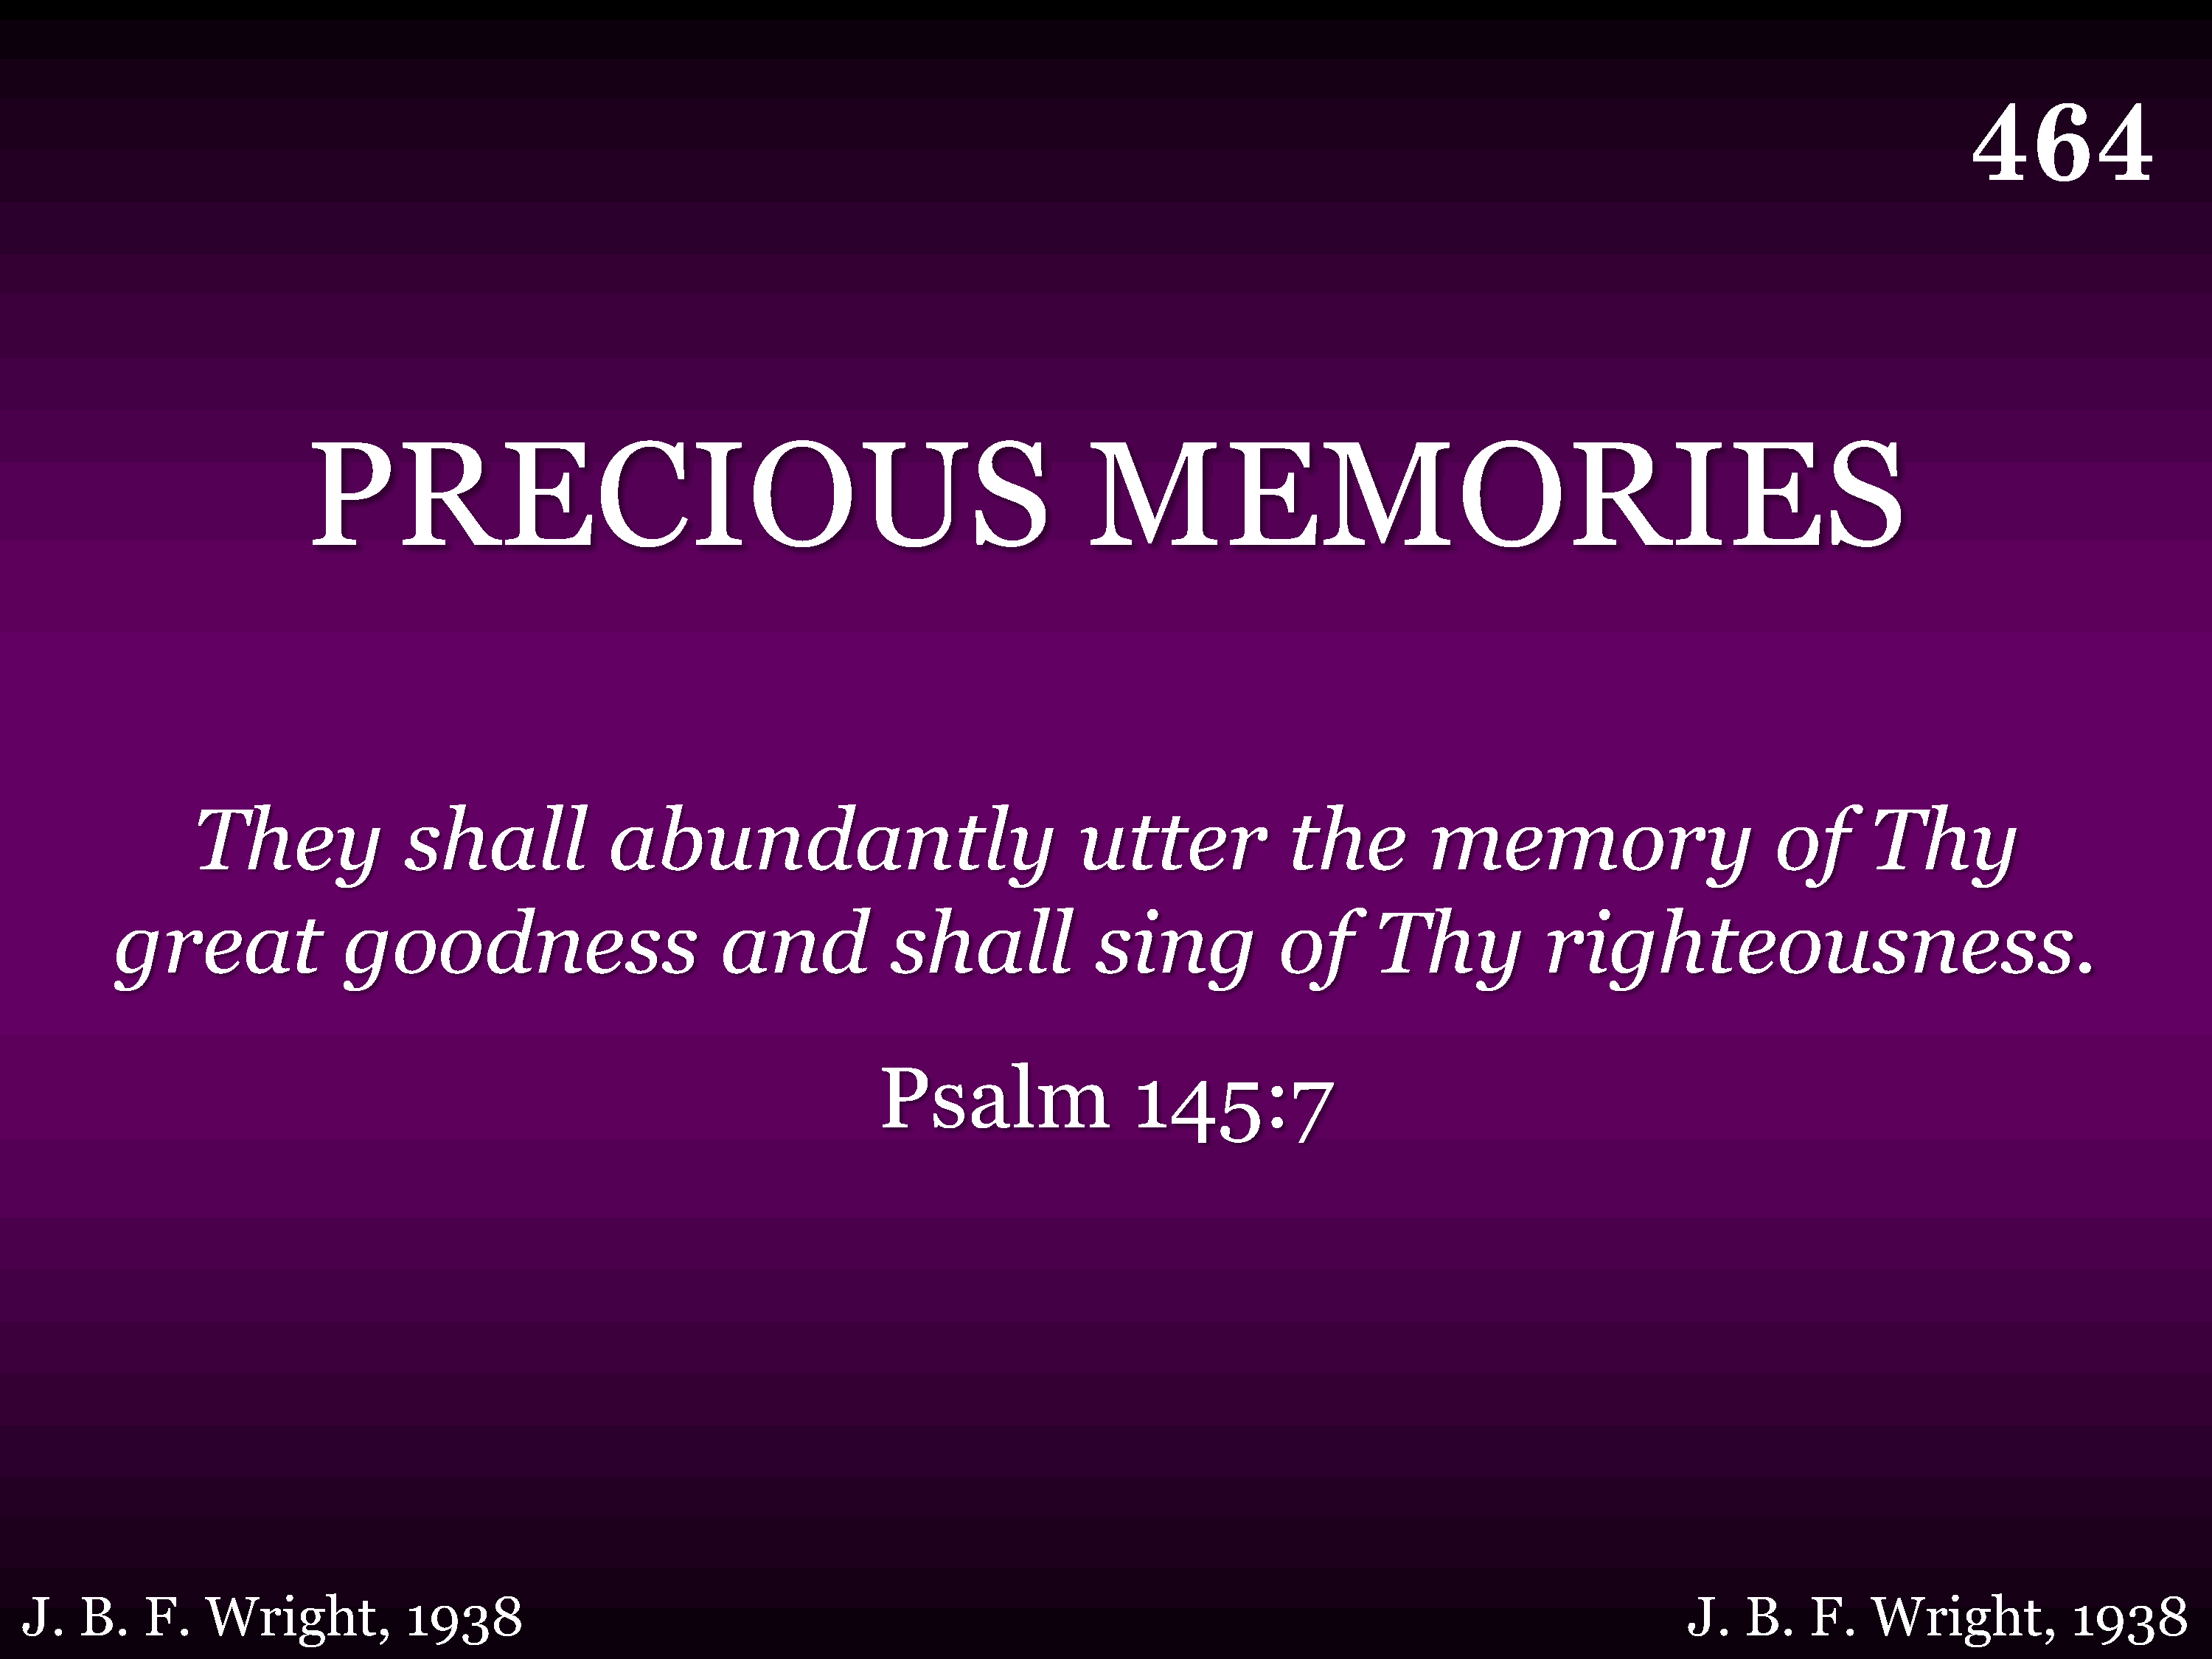 464
PRECIOUS MEMORIES
They shall abundantly utter the memory of Thy
great goodness and shall sing of Thy righteousness.
Psalm 145:7
J. B. F. Wright, 1938
J. B. F. Wright, 1938